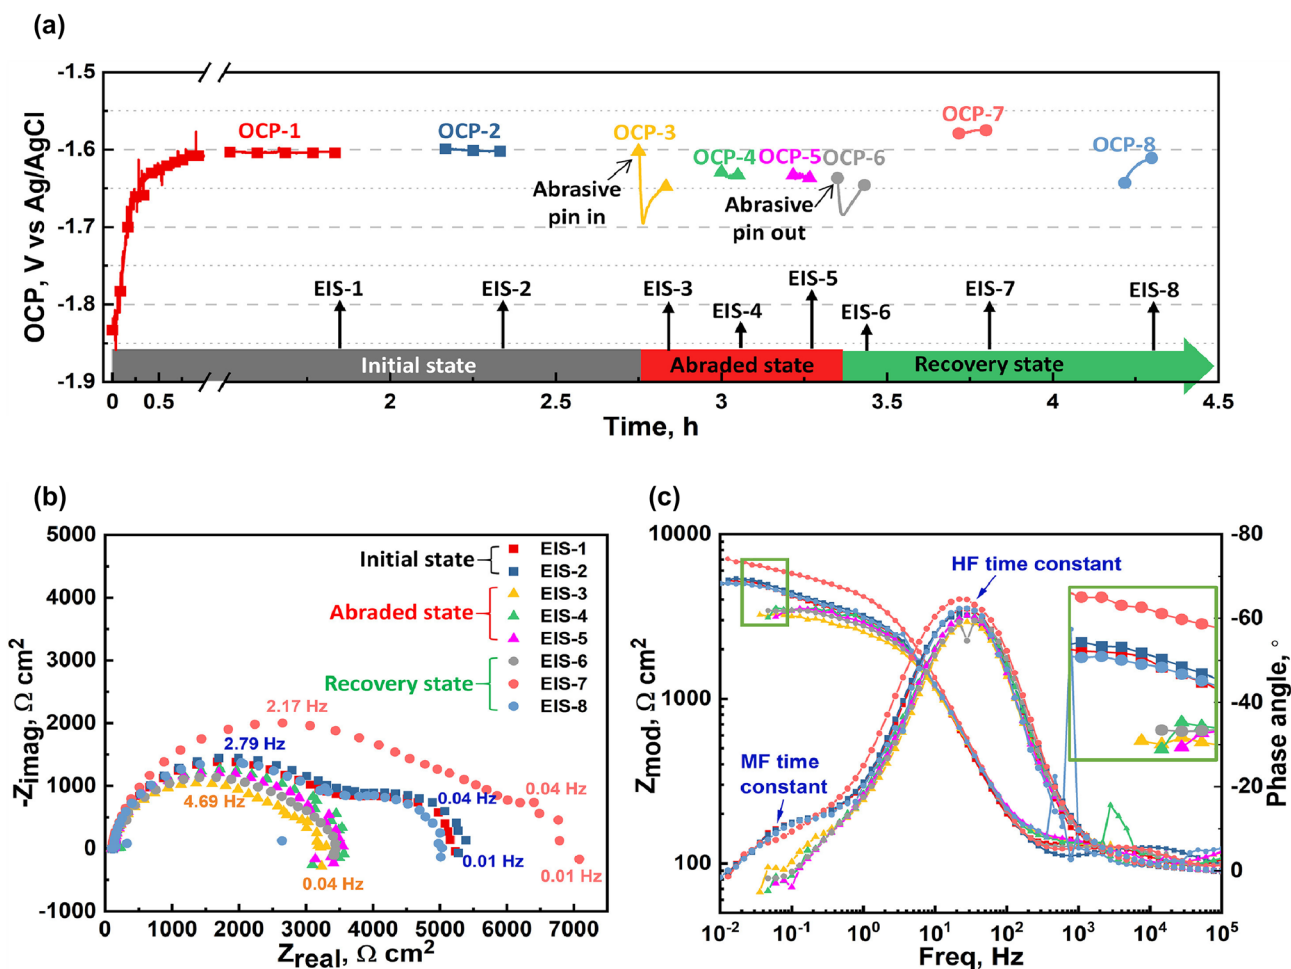 (a)
OCP, V vs Ag/AgCl
-1.5
-1.6
-1.7
-1.8
-1.9
OCP-1
OCP-2
OCP-3
OCP-4
OCP-5
OCP-6
OCP-7
OCP-8
Abrasive
pin in
Abrasive
pin out
EIS-1
EIS-2
EIS-3
EIS-4
EIS-5
EIS-6
EIS-7
EIS-8
Initial state
Abraded state
Recovery state
0 0.5 2 2.5 3 3.5 4 4.5
Time, h
(b)
-Zimag, Ω cm²
5000
4000
3000
2000
1000
0
-1000
Initial state
Abraded state
Recovery state
EIS-1
EIS-2
EIS-3
EIS-4
EIS-5
EIS-6
EIS-7
EIS-8
2.17 Hz
2.79 Hz
4.69 Hz
0.04 Hz
0.04 Hz
0.01 Hz
0.04 Hz
0.01 Hz
0 1000 2000 3000 4000 5000 6000 7000
Zreal, Ω cm²
(c)
Zmod, Ω cm²
10000
1000
100
HF time constant
MF time
constant
-80
-60
-40
-20
0
Phase angle, °
10⁻² 10⁻¹ 10⁰ 10¹ 10² 10³ 10⁴ 10⁵
Freq, Hz